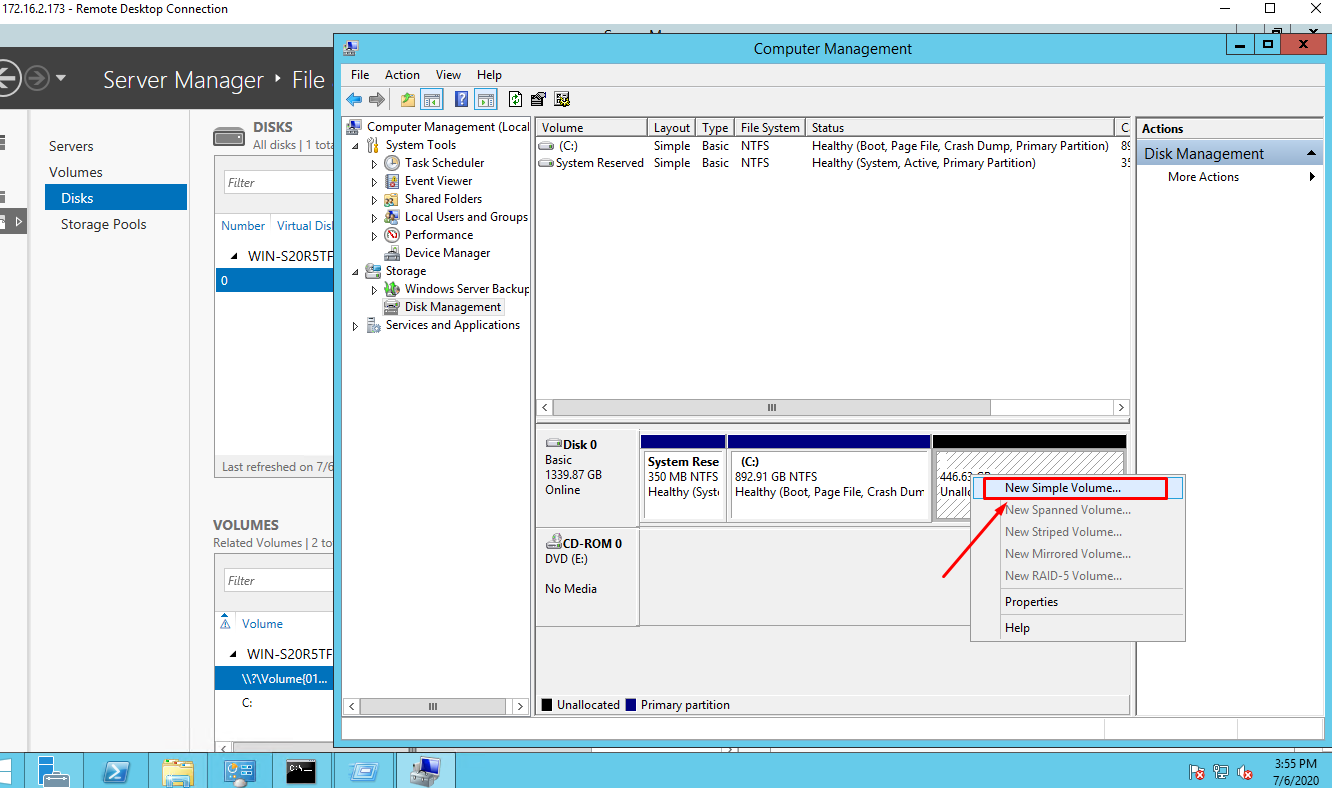 172.16.2.173 - Remote Desktop Connection
Server Manager • File
Servers
Volumes
Disks
Storage Pools
DISKS
All disks | 1 tota
Filter
Number Virtual Dis
WIN-S20R5TF
0
Last refreshed on 7/6
VOLUMES
Related Volumes | 2 to
Filter
Volume
WIN-S20R5TF
\\?\Volume{01...
C:
Computer Management
File Action View Help
Computer Management (Local
System Tools
Task Scheduler
Event Viewer
Shared Folders
Local Users and Groups
Performance
Device Manager
Storage
Windows Server Backup
Disk Management
Services and Applications
Volume Layout Type File System Status C
(C:) Simple Basic NTFS Healthy (Boot, Page File, Crash Dump, Primary Partition) 89
System Reserved Simple Basic NTFS Healthy (System, Active, Primary Partition) 35
Disk 0
Basic
1339.87 GB
Online
System Rese
350 MB NTFS
Healthy (Syst
(C:)
892.91 GB NTFS
Healthy (Boot, Page File, Crash Dum
446.63 GB
Unallo
CD-ROM 0
DVD (E:)
No Media
Unallocated Primary partition
New Simple Volume...
New Spanned Volume...
New Striped Volume...
New Mirrored Volume...
New RAID-5 Volume...
Properties
Help
Actions
Disk Management
More Actions
3:55 PM
7/6/2020